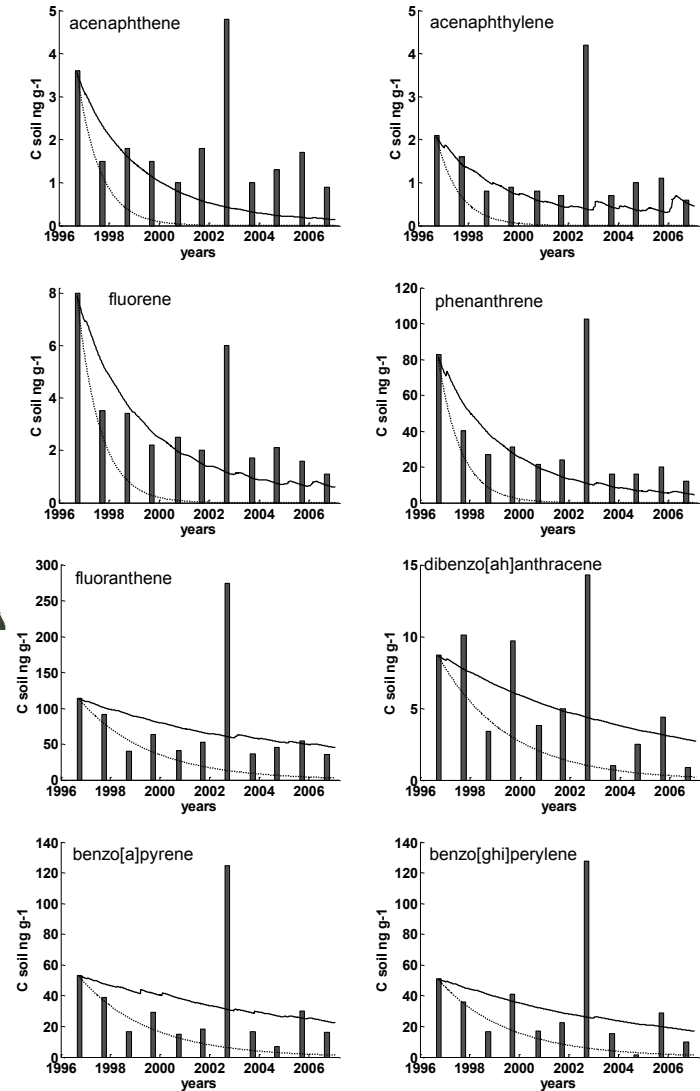 acenaphthene
C soil ng g-1
5
4
3
2
1
0
1996 1998 2000 2002 2004 2006
years
acenaphthylene
C soil ng g-1
5
4
3
2
1
0
1996 1998 2000 2002 2004 2006
years
fluorene
C soil ng g-1
8
6
4
2
0
1996 1998 2000 2002 2004 2006
years
phenanthrene
C soil ng g-1
120
100
80
60
40
20
0
1996 1998 2000 2002 2004 2006
years
fluoranthene
C soil ng g-1
300
250
200
150
100
50
0
1996 1998 2000 2002 2004 2006
years
dibenzo[ah]anthracene
C soil ng g-1
15
10
5
0
1996 1998 2000 2002 2004 2006
years
benzo[a]pyrene
C soil ng g-1
140
120
100
80
60
40
20
0
1996 1998 2000 2002 2004 2006
years
benzo[ghi]perylene
C soil ng g-1
140
120
100
80
60
40
20
0
1996 1998 2000 2002 2004 2006
years